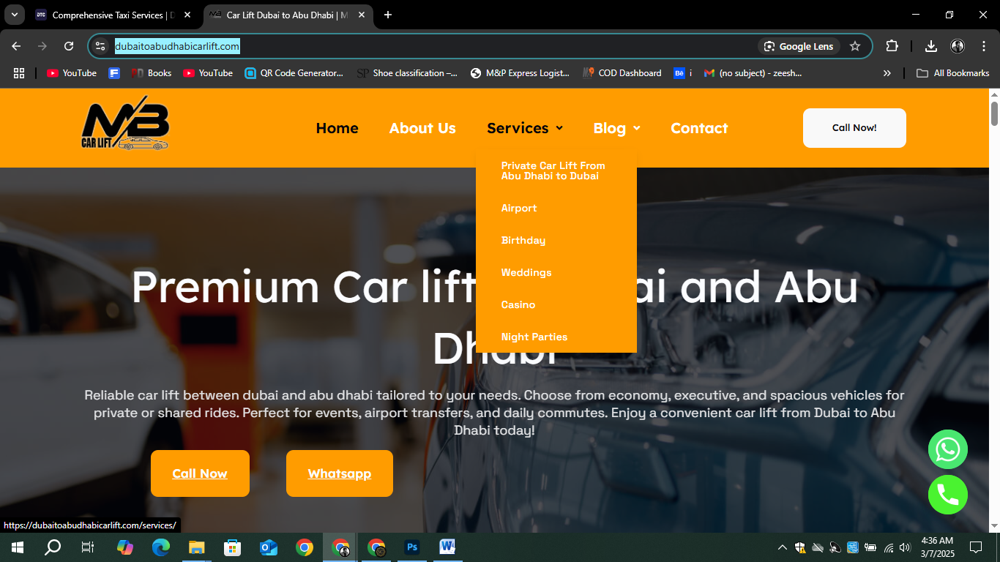 Comprehensive Taxi Services | D
Car Lift Dubai to Abu Dhabi | M
dubaitoabudhabicarlift.com
Google Lens
YouTube
Books
YouTube
QR Code Generator...
SP
Shoe classification –...
M&P Express Logist...
COD Dashboard
Bē
i
(no subject) - zeesh...
All Bookmarks
MB
CAR LIFT
Home
About Us
Services
Blog
Contact
Call Now!
Private Car Lift From
Abu Dhabi to Dubai
Airport
Birthday
Weddings
Casino
Night Parties
Premium Car lift
ai and Abu
Dhabi
Reliable car lift between dubai and abu dhabi tailored to your needs. Choose from economy, executive, and spacious vehicles for
private or shared rides. Perfect for events, airport transfers, and daily commutes. Enjoy a convenient car lift from Dubai to Abu
Dhabi today!
Call Now
Whatsapp
https://dubaitoabudhabicarlift.com/services/
Ps
4:36 AM
3/7/2025